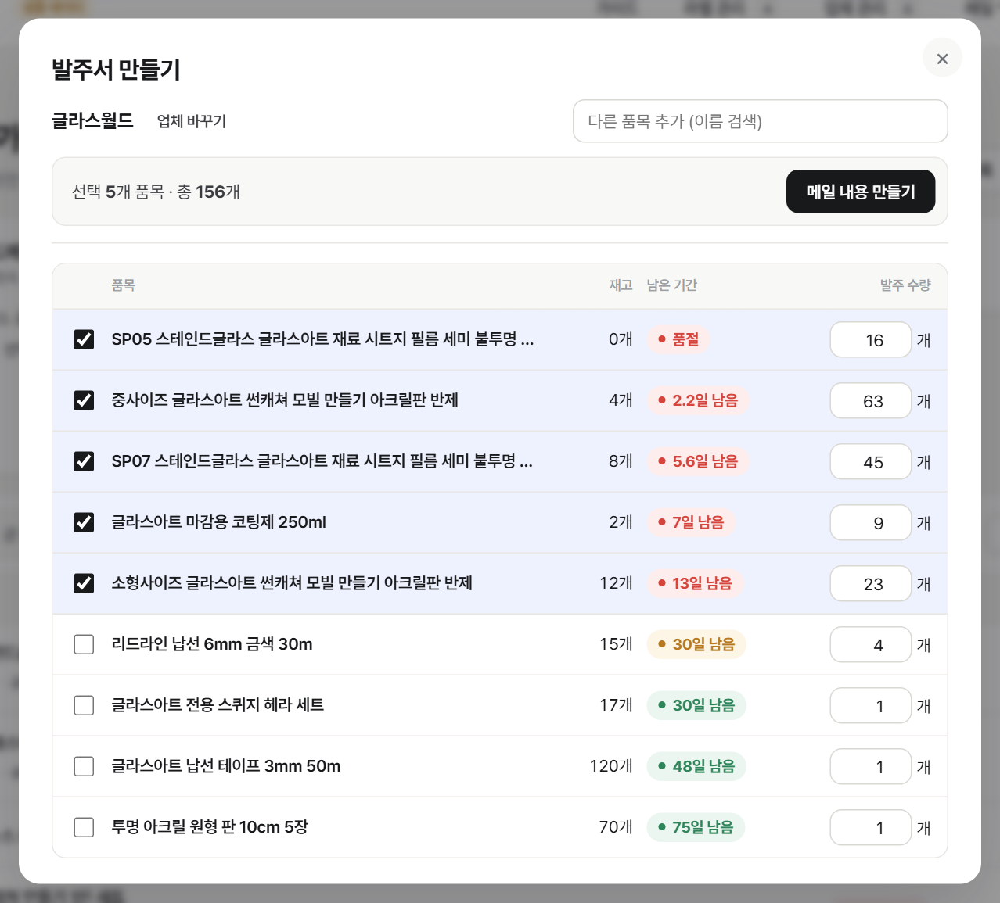 발주서 만들기
×
글라스월드 업체 바꾸기
다른 품목 추가 (이름 검색)
선택 5개 품목 · 총 156개
메일 내용 만들기
품목 재고 남은 기간 발주 수량
SP05 스테인드글라스 글라스아트 재료 시트지 필름 세미 불투명 ... 0개 품절 16 개
중사이즈 글라스아트 썬캐쳐 모빌 만들기 아크릴판 반제 4개 2.2일 남음 63 개
SP07 스테인드글라스 글라스아트 재료 시트지 필름 세미 불투명 ... 8개 5.6일 남음 45 개
글라스아트 마감용 코팅제 250ml 2개 7일 남음 9 개
소형사이즈 글라스아트 썬캐쳐 모빌 만들기 아크릴판 반제 12개 13일 남음 23 개
리드라인 납선 6mm 금색 30m 15개 30일 남음 4 개
글라스아트 전용 스퀴지 헤라 세트 17개 30일 남음 1 개
글라스아트 납선 테이프 3mm 50m 120개 48일 남음 1 개
투명 아크릴 원형 판 10cm 5장 70개 75일 남음 1 개